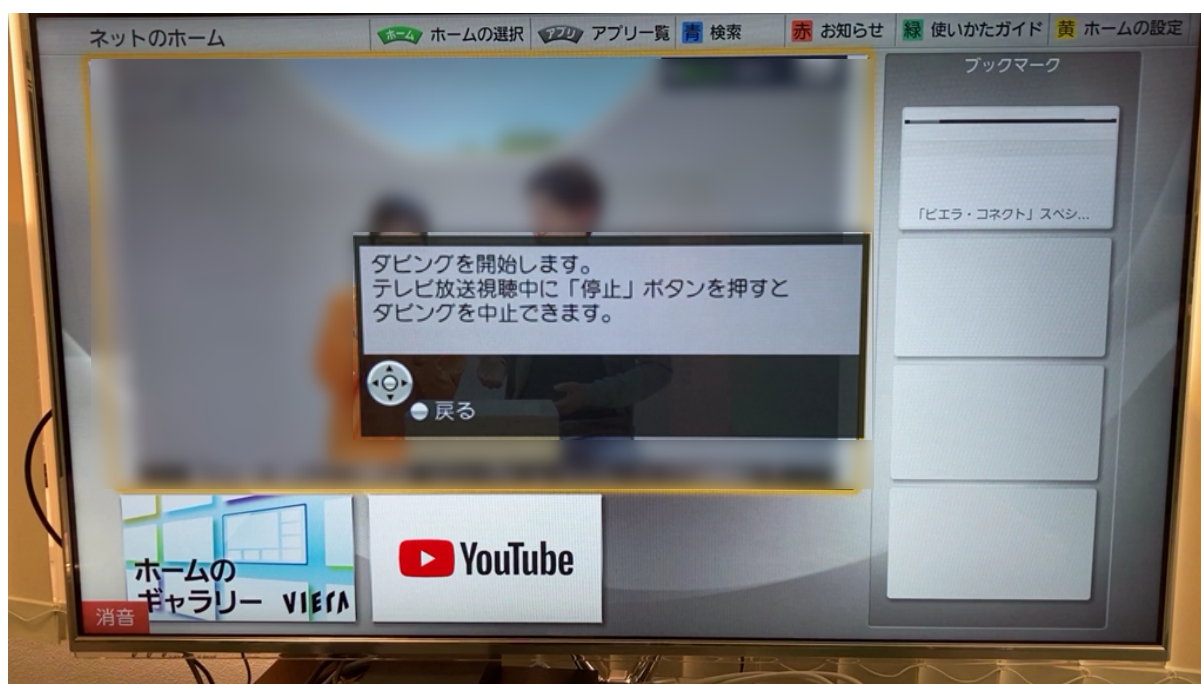 ネットのホーム
ホーム ホームの選択 アプリ アプリ一覧 青 検索 赤 お知らせ 緑 使いかたガイド 黄 ホームの設定
ブックマーク
「ビエラ・コネクト」スペシ...
ダビングを開始します。
テレビ放送視聴中に「停止」ボタンを押すと
ダビングを中止できます。
戻る
ホームの
ギャラリー VIErA
消音
YouTube